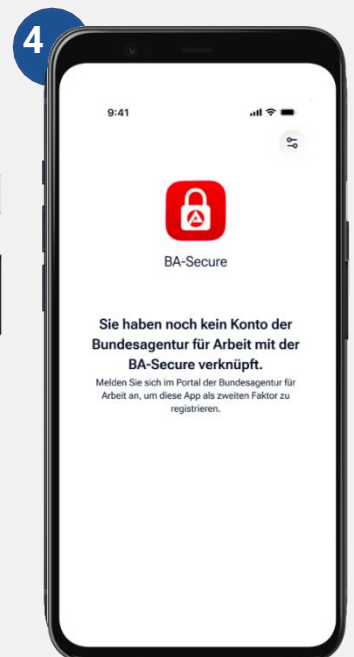 4
9:41
BA-Secure
Sie haben noch kein Konto der
Bundesagentur für Arbeit mit der
BA-Secure verknüpft.
Melden Sie sich im Portal der Bundesagentur für
Arbeit an, um diese App als zweiten Faktor zu
registrieren.